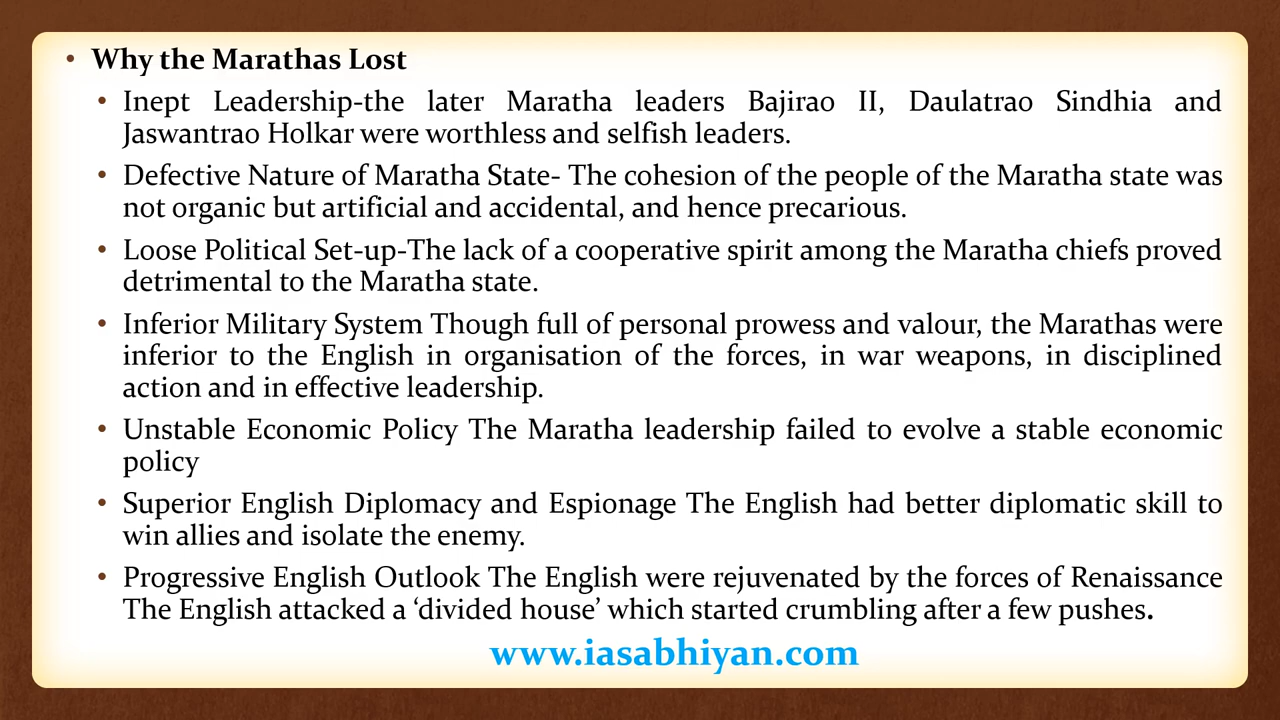 • Why the Marathas Lost
• Inept Leadership-the later Maratha leaders Bajirao II, Daulatrao Sindhia and
Jaswantrao Holkar were worthless and selfish leaders.
• Defective Nature of Maratha State- The cohesion of the people of the Maratha state was
not organic but artificial and accidental, and hence precarious.
• Loose Political Set-up-The lack of a cooperative spirit among the Maratha chiefs proved
detrimental to the Maratha state.
• Inferior Military System Though full of personal prowess and valour, the Marathas were
inferior to the English in organisation of the forces, in war weapons, in disciplined
action and in effective leadership.
• Unstable Economic Policy The Maratha leadership failed to evolve a stable economic
policy
• Superior English Diplomacy and Espionage The English had better diplomatic skill to
win allies and isolate the enemy.
• Progressive English Outlook The English were rejuvenated by the forces of Renaissance
The English attacked a ‘divided house’ which started crumbling after a few pushes.
www.iasabhiyan.com